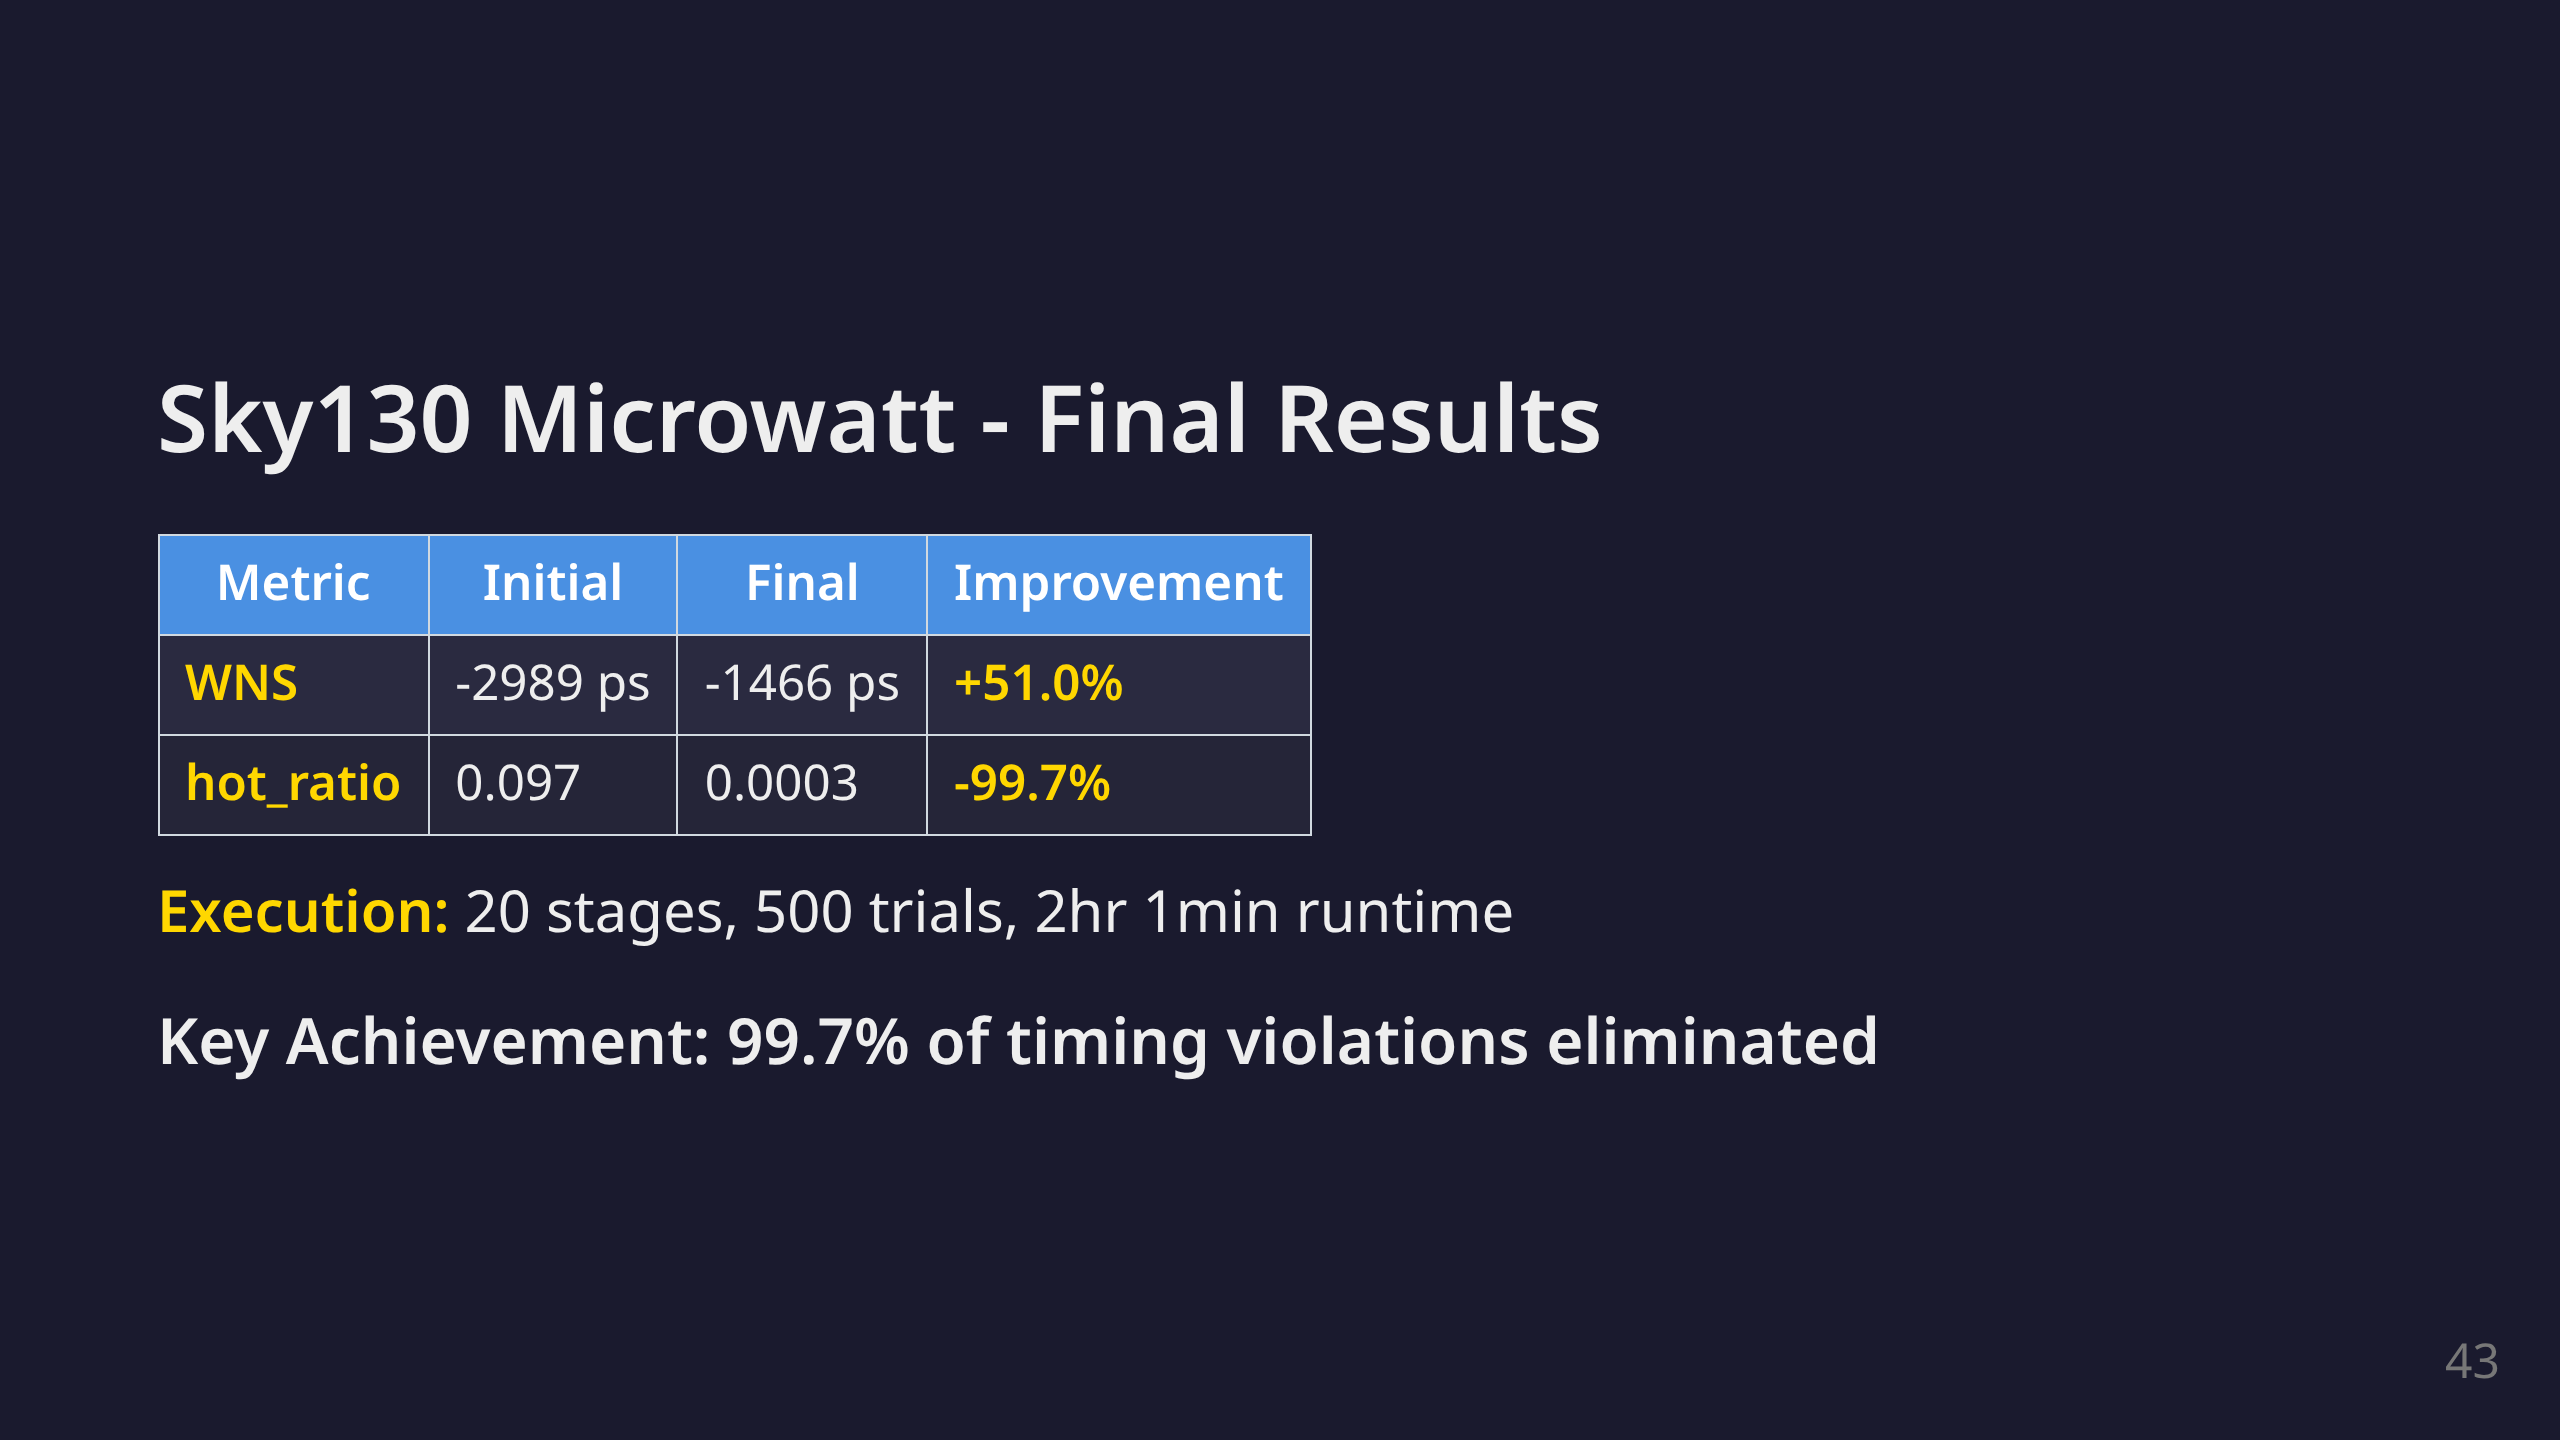 Sky130 Microwatt - Final Results
Metric Initial Final Improvement
WNS -2989 ps -1466 ps +51.0%
hot_ratio 0.097 0.0003 -99.7%
Execution: 20 stages, 500 trials, 2hr 1min runtime
Key Achievement: 99.7% of timing violations eliminated
43